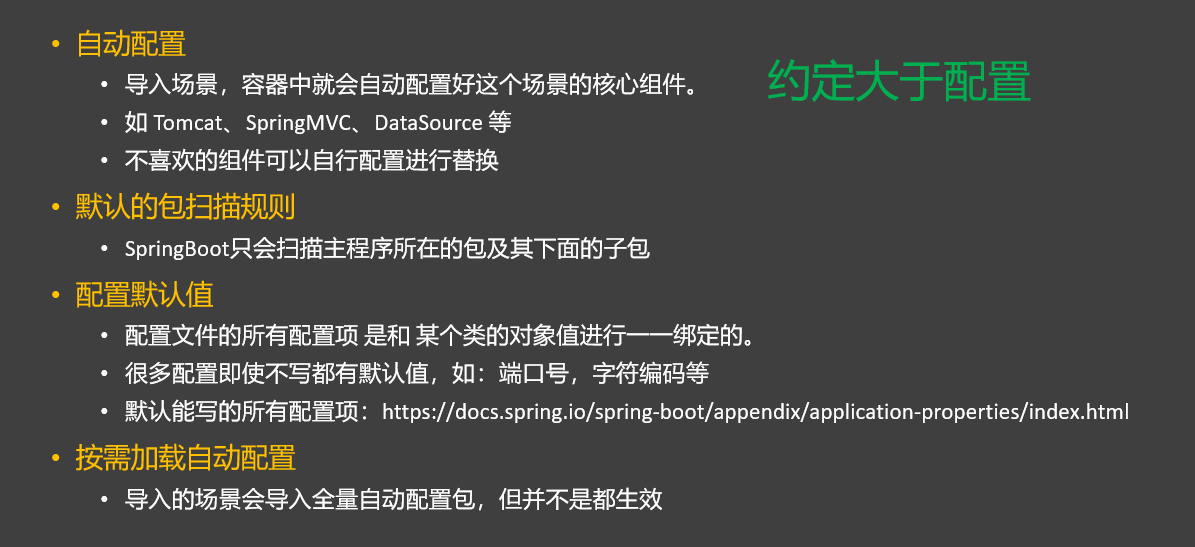 • 自动配置
• 导入场景，容器中就会自动配置好这个场景的核心组件。
约定大于配置
• 如 Tomcat、SpringMVC、DataSource 等
• 不喜欢的组件可以自行配置进行替换
• 默认的包扫描规则
• SpringBoot只会扫描主程序所在的包及其下面的子包
• 配置默认值
• 配置文件的所有配置项 是和 某个类的对象值进行一一绑定的。
• 很多配置即使不写都有默认值，如：端口号，字符编码等
• 默认能写的所有配置项：https://docs.spring.io/spring-boot/appendix/application-properties/index.html
• 按需加载自动配置
• 导入的场景会导入全量自动配置包，但并不是都生效